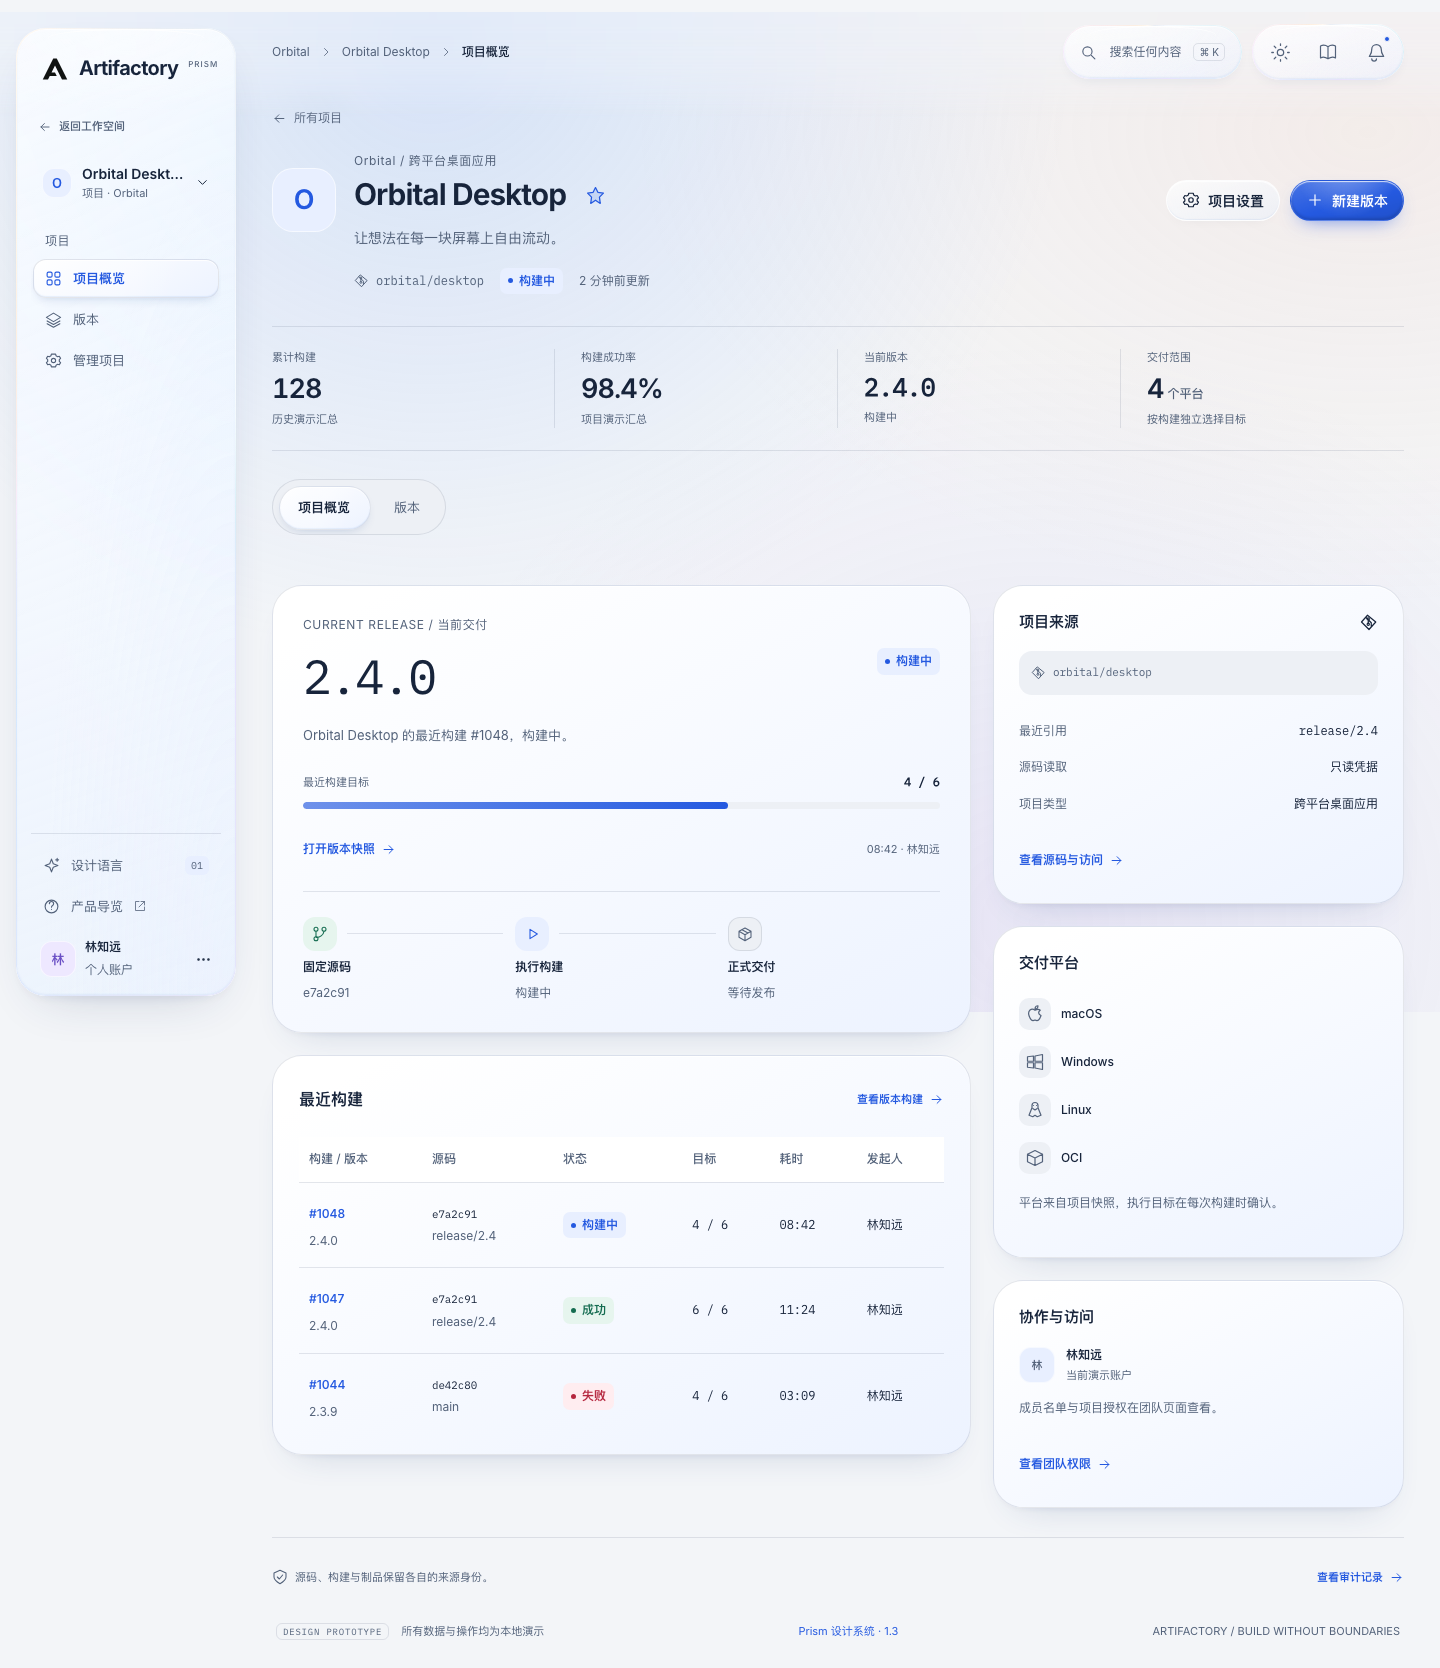 Artifactory PRISM
返回工作空间
O
Orbital Deskt...
项目 · Orbital
项目
项目概览
版本
管理项目
设计语言 01
产品导览
林
林知远
个人账户
Orbital Orbital Desktop 项目概览
搜索任何内容 ⌘ K
所有项目
O
Orbital / 跨平台桌面应用
Orbital Desktop
让想法在每一块屏幕上自由流动。
orbital/desktop 构建中 2 分钟前更新
项目设置
新建版本
累计构建
128
历史演示汇总
构建成功率
98.4%
项目演示汇总
当前版本
2.4.0
构建中
交付范围
4 个平台
按构建独立选择目标
项目概览 版本
CURRENT RELEASE / 当前交付
2.4.0
构建中
Orbital Desktop 的最近构建 #1048，构建中。
最近构建目标 4 / 6
打开版本快照 08:42 · 林知远
固定源码
e7a2c91
执行构建
构建中
正式交付
等待发布
最近构建 查看版本构建
构建 / 版本 源码 状态 目标 耗时 发起人
#1048 e7a2c91 构建中 4 / 6 08:42 林知远
2.4.0 release/2.4
#1047 e7a2c91 成功 6 / 6 11:24 林知远
2.4.0 release/2.4
#1044 de42c80 失败 4 / 6 03:09 林知远
2.3.9 main
项目来源
orbital/desktop
最近引用 release/2.4
源码读取 只读凭据
项目类型 跨平台桌面应用
查看源码与访问
交付平台
macOS
Windows
Linux
OCI
平台来自项目快照，执行目标在每次构建时确认。
协作与访问
林
林知远
当前演示账户
成员名单与项目授权在团队页面查看。
查看团队权限
源码、构建与制品保留各自的来源身份。 查看审计记录
DESIGN PROTOTYPE 所有数据与操作均为本地演示 Prism 设计系统 · 1.3 ARTIFACTORY / BUILD WITHOUT BOUNDARIES